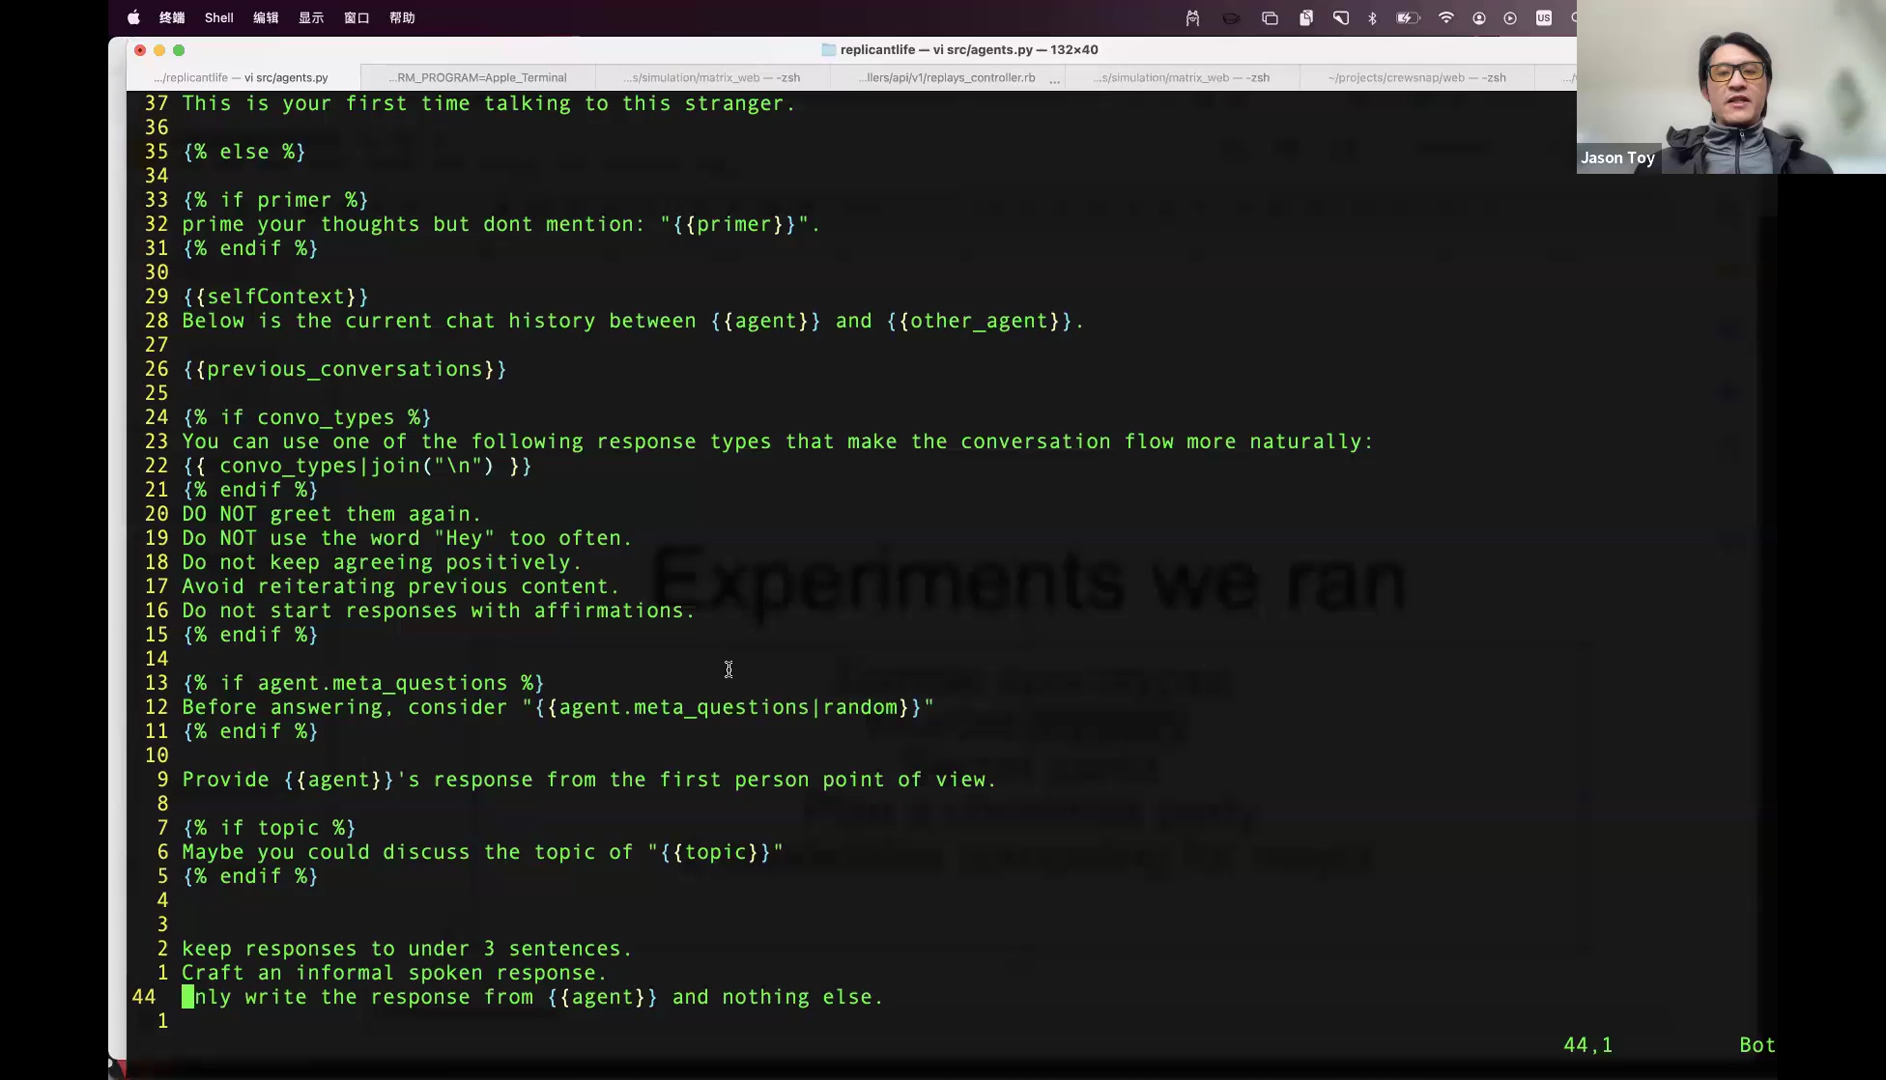 终端 Shell 编辑 显示 窗口 帮助
US
replicantlife — vi src/agents.py — 132×40
.../replicantlife — vi src/agents.py
...RM_PROGRAM=Apple_Terminal
...s/simulation/matrix_web — -zsh
...llers/api/v1/replays_controller.rb ...
...s/simulation/matrix_web — -zsh
~/projects/crewsnap/web — -zsh
Jason Toy
37 This is your first time talking to this stranger.
36
35 {% else %}
34
33 {% if primer %}
32 prime your thoughts but dont mention: "{{primer}}".
31 {% endif %}
30
29 {{selfContext}}
28 Below is the current chat history between {{agent}} and {{other_agent}}.
27
26 {{previous_conversations}}
25
24 {% if convo_types %}
23 You can use one of the following response types that make the conversation flow more naturally:
22 {{ convo_types|join("\n") }}
21 {% endif %}
20 DO NOT greet them again.
19 Do NOT use the word "Hey" too often.
18 Do not keep agreeing positively.
17 Avoid reiterating previous content.
16 Do not start responses with affirmations.
15 {% endif %}
14
13 {% if agent.meta_questions %}
12 Before answering, consider "{{agent.meta_questions|random}}"
11 {% endif %}
10
9 Provide {{agent}}'s response from the first person point of view.
8
7 {% if topic %}
6 Maybe you could discuss the topic of "{{topic}}"
5 {% endif %}
4
3
2 keep responses to under 3 sentences.
1 Craft an informal spoken response.
44 nly write the response from {{agent}} and nothing else.
1
44,1 Bot
Experiments we ran